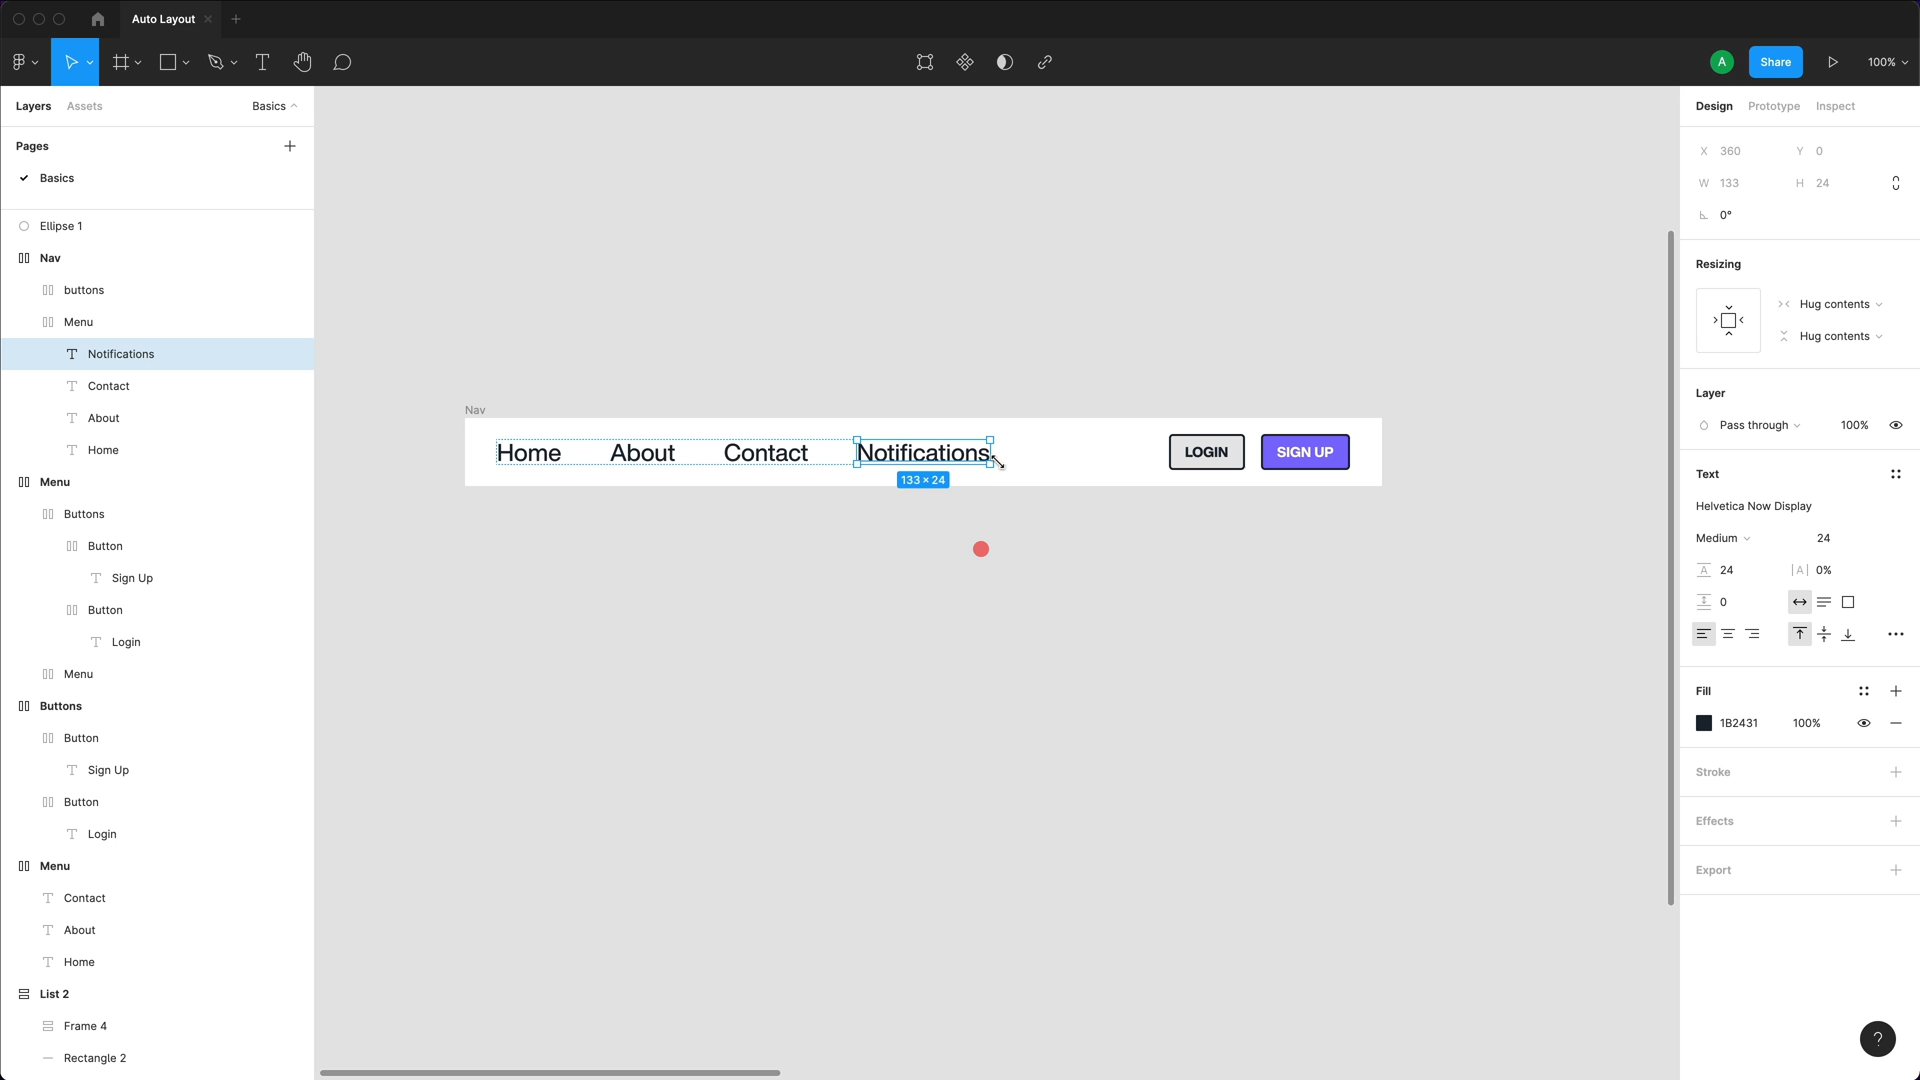 Auto Layout
A
Share
100%
Layers Assets Basics
Pages
Basics
Ellipse 1
Nav
buttons
Menu
Notifications
Contact
About
Home
Menu
Buttons
Button
Sign Up
Button
Login
Menu
Buttons
Button
Sign Up
Button
Login
Menu
Contact
About
Home
List 2
Frame 4
Rectangle 2
Nav
Home About Contact Notifications LOGIN SIGN UP
133 × 24
Design Prototype Inspect
X 360 Y 0
W 133 H 24
0°
Resizing
Hug contents
Hug contents
Layer
Pass through 100%
Text
Helvetica Now Display
Medium 24
A 24 |A| 0%
0
Fill
1B2431 100%
Stroke
Effects
Export
?